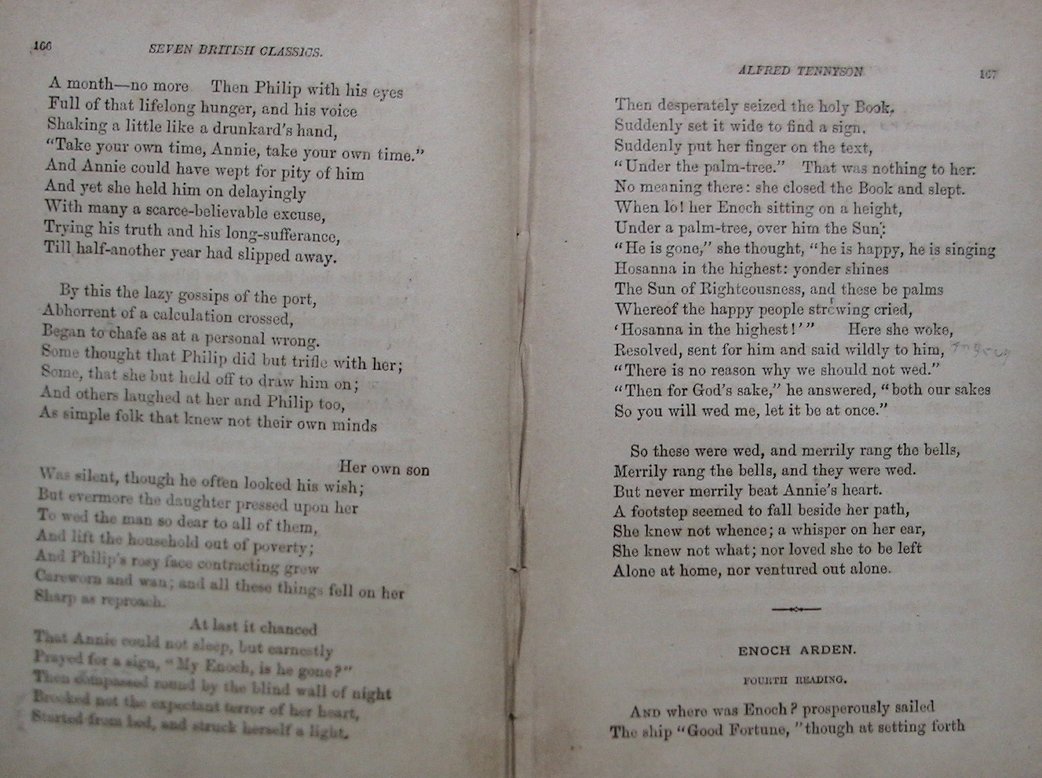 166
SEVEN BRITISH CLASSICS.
A month—no more Then Philip with his eyes
Full of that lifelong hunger, and his voice
Shaking a little like a drunkard's hand,
"Take your own time, Annie, take your own time."
And Annie could have wept for pity of him
And yet she held him on delayingly
With many a scarce-believable excuse,
Trying his truth and his long-sufferance,
Till half-another year had slipped away.
By this the lazy gossips of the port,
Abhorrent of a calculation crossed,
Began to chafe as at a personal wrong.
Some thought that Philip did but trifle with her;
Some, that she but held off to draw him on;
And others laughed at her and Philip too,
As simple folk that knew not their own minds
Her own son
Was silent, though he often looked his wish;
But evermore the daughter pressed upon her
To wed the man so dear to all of them,
And lift the household out of poverty;
And Philip's rosy face contracting grew
Careworn and wan; and all these things fell on her
Sharp as reproach.
At last it chanced
That Annie could not sleep, but earnestly
Prayed for a sign, "My Enoch, is he gone?"
Then compassed round by the blind wall of night
Brooked not the expectant terror of her heart,
Started from bed, and struck herself a light.
ALFRED TENNYSON
167
Then desperately seized the holy Book,
Suddenly set it wide to find a sign,
Suddenly put her finger on the text,
"Under the palm-tree." That was nothing to her:
No meaning there: she closed the Book and slept.
When lo! her Enoch sitting on a height,
Under a palm-tree, over him the Sun:
"He is gone," she thought, "he is happy, he is singing
Hosanna in the highest: yonder shines
The Sun of Righteousness, and these be palms
Whereof the happy people strewing cried,
'Hosanna in the highest!'" Here she woke,
Resolved, sent for him and said wildly to him,
"There is no reason why we should not wed."
"Then for God's sake," he answered, "both our sakes
So you will wed me, let it be at once."
So these were wed, and merrily rang the bells,
Merrily rang the bells, and they were wed.
But never merrily beat Annie's heart.
A footstep seemed to fall beside her path,
She knew not whence; a whisper on her ear,
She knew not what; nor loved she to be left
Alone at home, nor ventured out alone.
ENOCH ARDEN.
FOURTH READING.
AND where was Enoch? prosperously sailed
The ship "Good Fortune, "though at setting forth